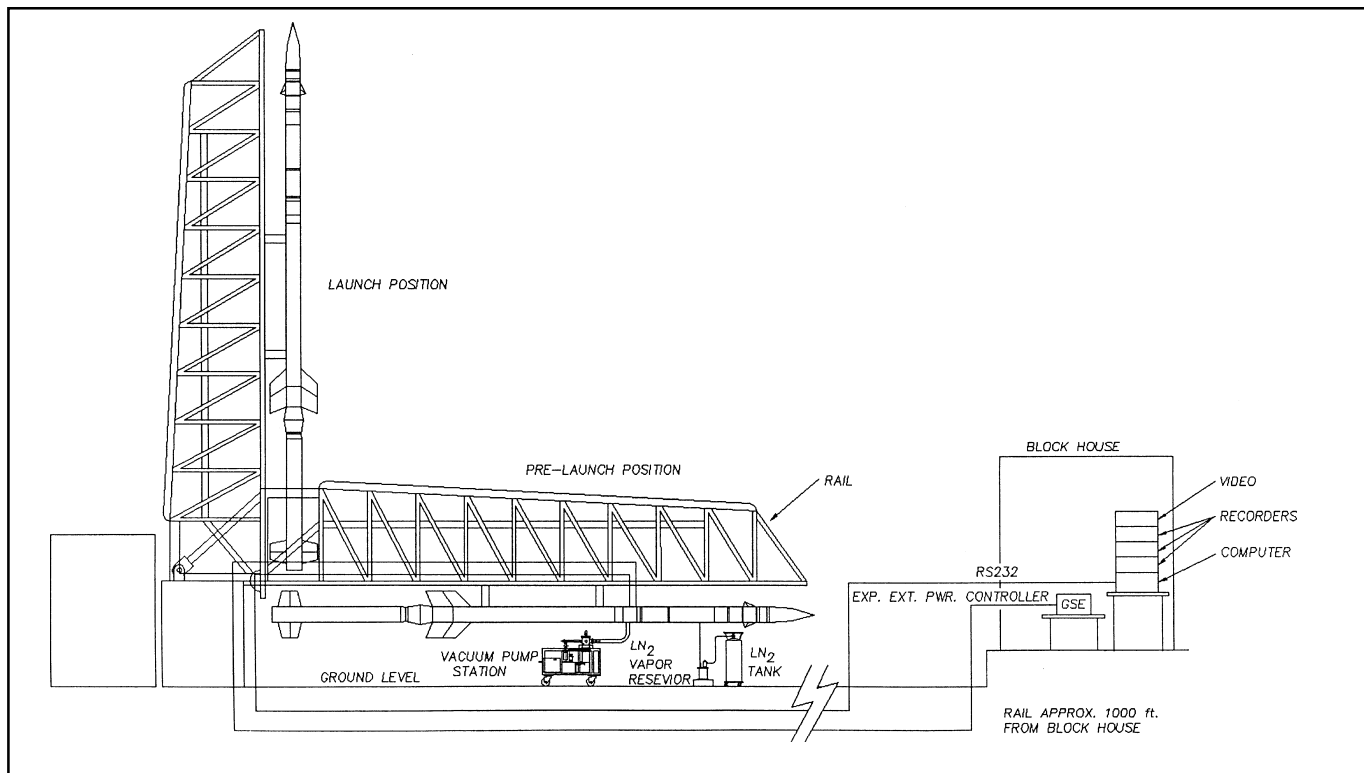 LAUNCH POSITION
PRE-LAUNCH POSITION
RAIL
BLOCK HOUSE
VIDEO
RECORDERS
COMPUTER
RS232
EXP. EXT. PWR. CONTROLLER
GSE
VACUUM PUMP
STATION
LN2
VAPOR
RESEVIOR
LN2
TANK
GROUND LEVEL
RAIL APPROX. 1000 ft.
FROM BLOCK HOUSE